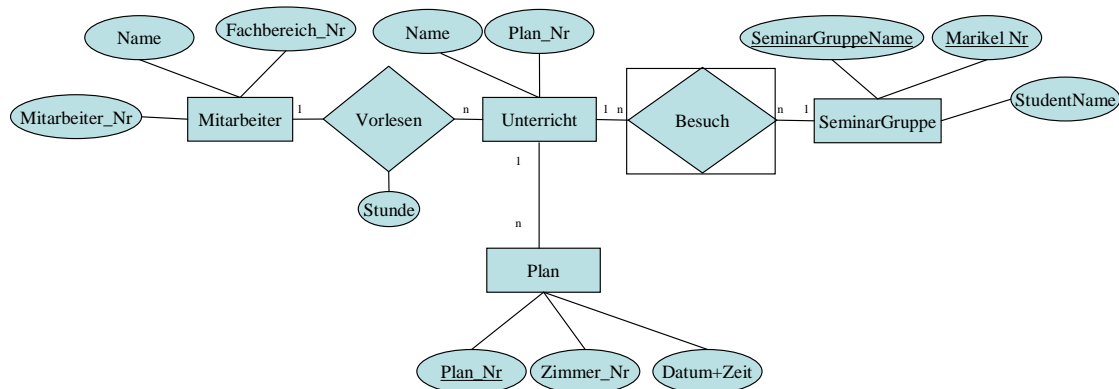 Name
Fachbereich_Nr
Name
Plan_Nr
SeminarGruppeName
Marikel Nr
Mitarbeiter_Nr
Mitarbeiter
1
Vorlesen
n
Unterricht
1
n
Besuch
n
1
SeminarGruppe
StudentName
Stunde
1
n
Plan
Plan_Nr
Zimmer_Nr
Datum+Zeit